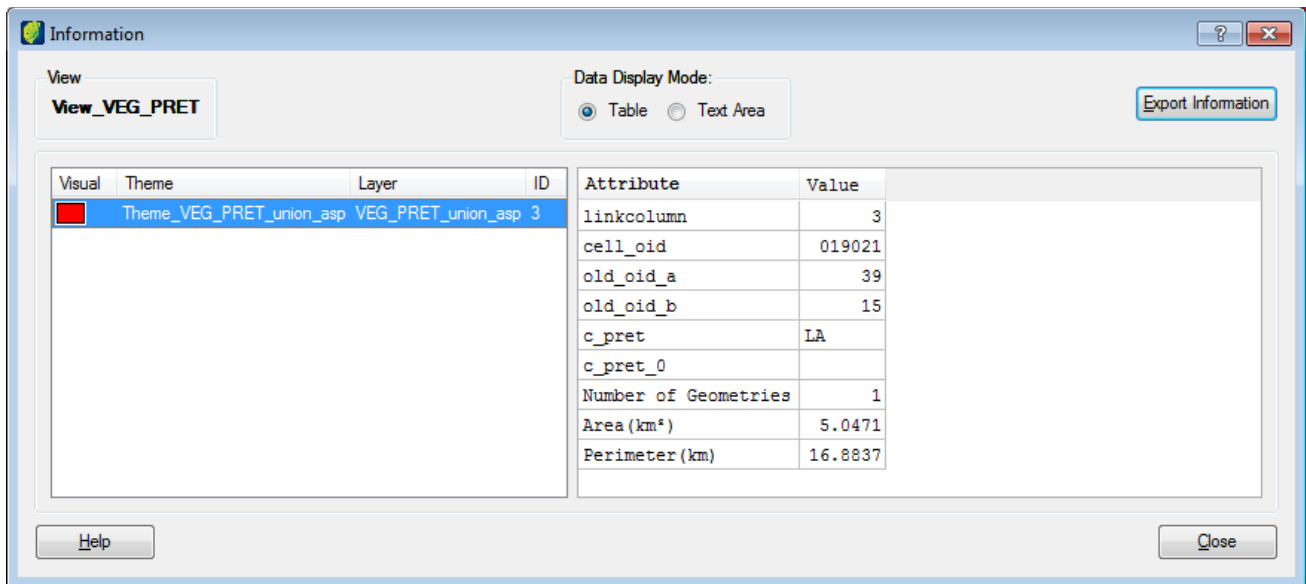 Information
View
View_VEG_PRET
Data Display Mode:
Table Text Area
Export Information
Visual Theme Layer ID
Theme_VEG_PRET_union_asp VEG_PRET_union_asp 3
Attribute Value
linkcolumn 3
cell_oid 019021
old_oid_a 39
old_oid_b 15
c_pret LA
c_pret_0
Number of Geometries 1
Area(km²) 5.0471
Perimeter(km) 16.8837
Help
Close